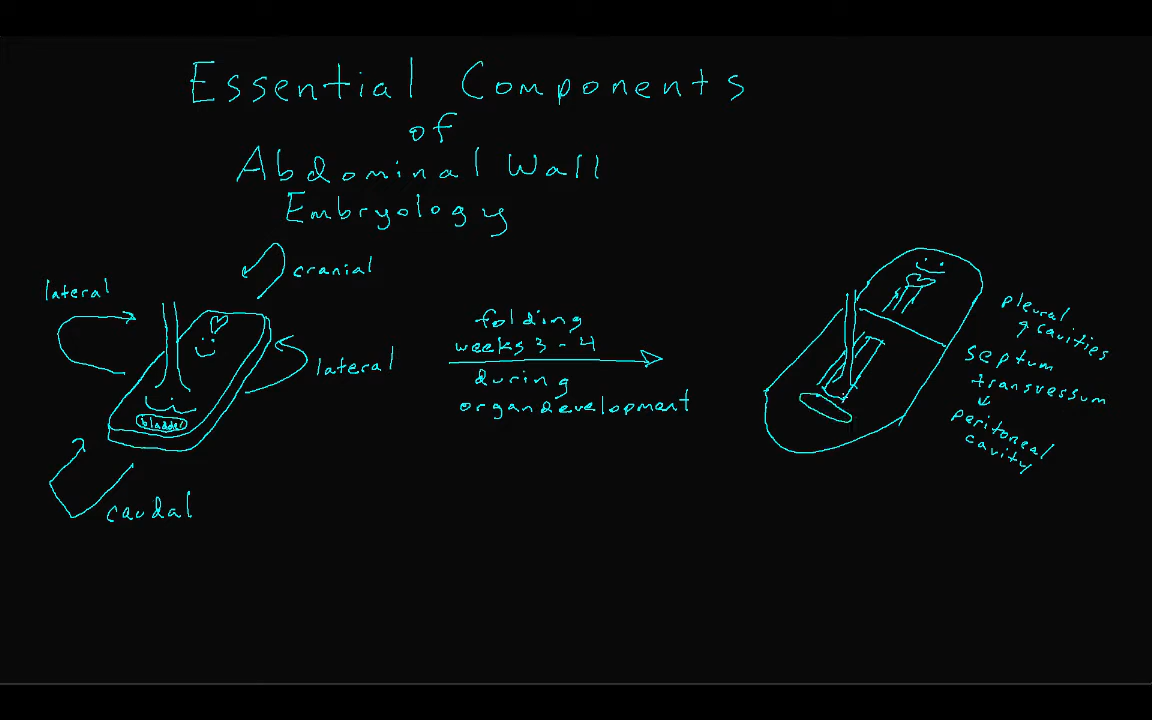 Essential Components
of
Abdominal Wall
Embryology
cranial
lateral
lateral
bladder
caudal
folding
weeks 3 - 4
during
organ development
pleural
cavities
septum
transversum
peritoneal
cavity